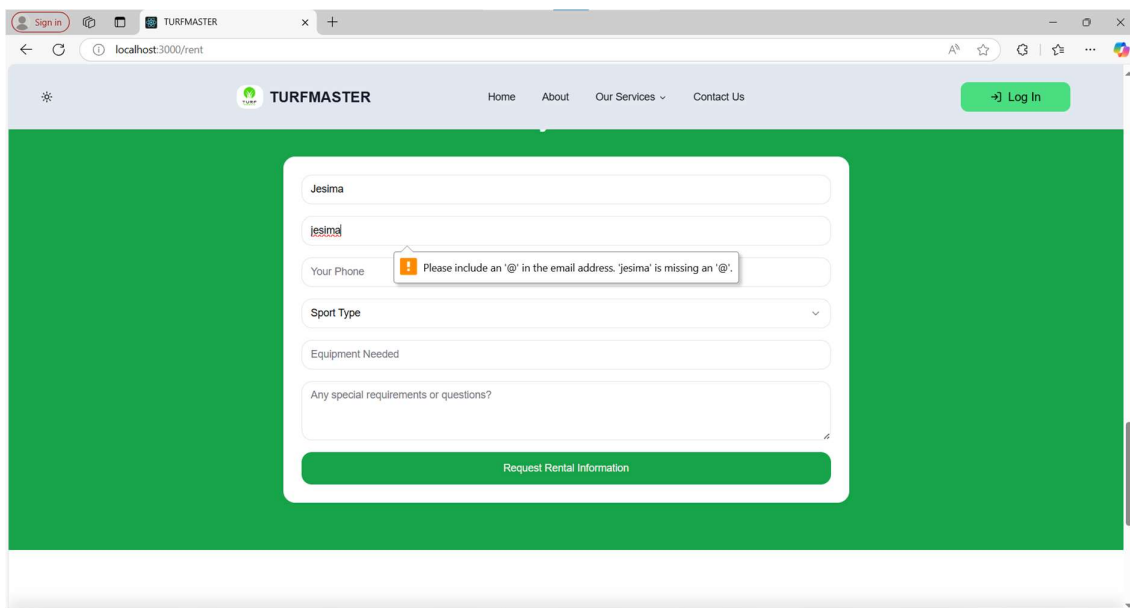 Sign in
TURFMASTER
localhost:3000/rent
TURF
TURFMASTER
Home About Our Services Contact Us
Log In
Jesima
jesima
Your Phone
Please include an '@' in the email address. 'jesima' is missing an '@'.
Sport Type
Equipment Needed
Any special requirements or questions?
Request Rental Information